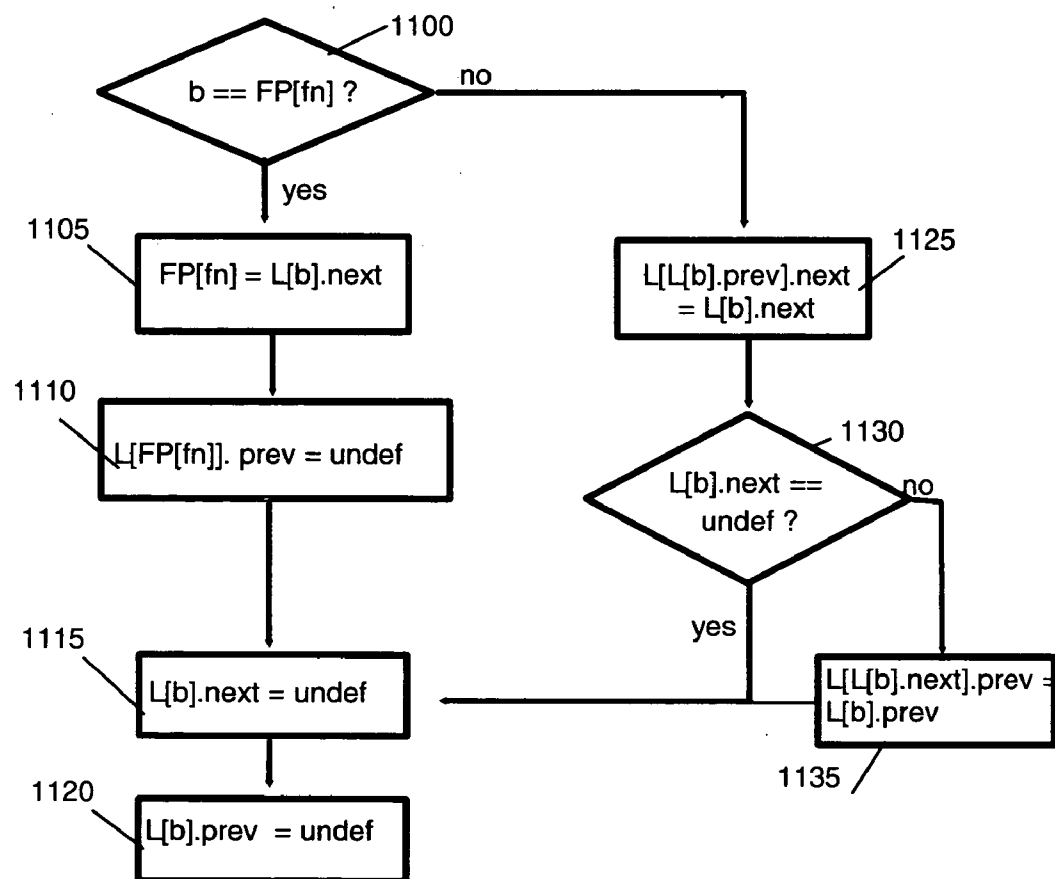 1100
b == FP[fn] ?
no
yes
1105
FP[fn] = L[b].next
1125
L[L[b].prev].next
= L[b].next
1110
L[FP[fn]]. prev = undef
1130
L[b].next ==
undef ?
no
yes
1115
L[b].next = undef
L[L[b].next].prev =
L[b].prev
1135
1120
L[b].prev = undef